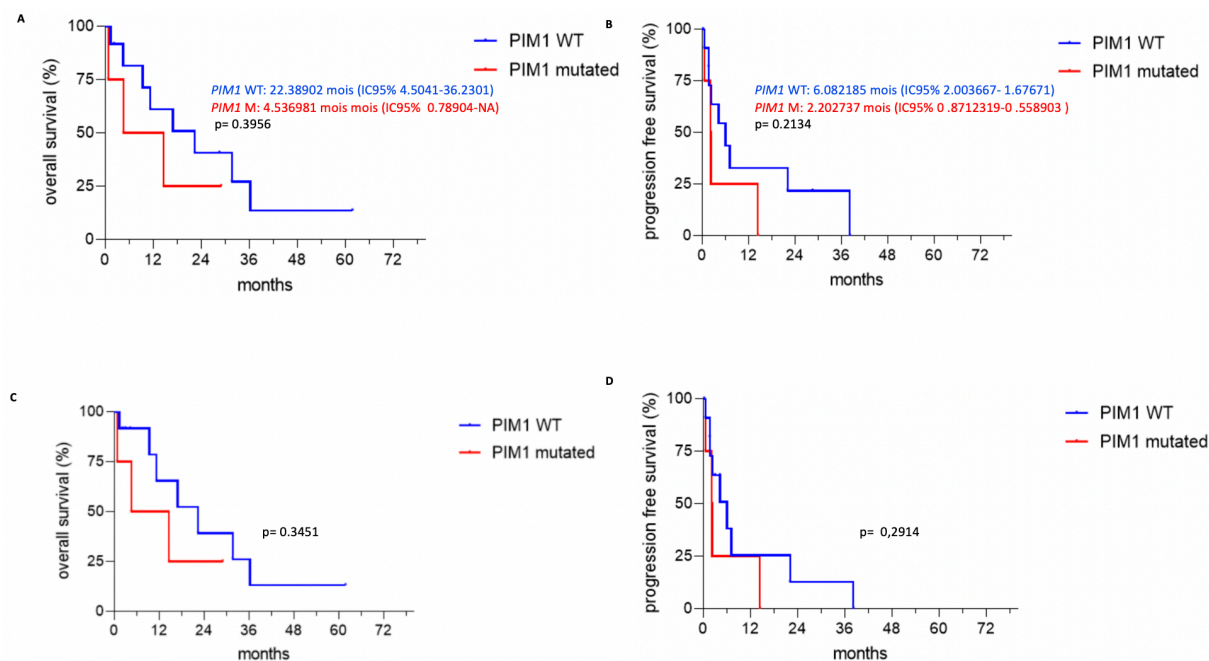 A
overall survival (%)
100
75
50
25
0
0 12 24 36 48 60 72
months
PIM1 WT
PIM1 mutated
PIM1 WT: 22.38902 mois (IC95% 4.5041-36.2301)
PIM1 M: 4.536981 mois mois (IC95%  0.78904-NA)
p= 0.3956
B
progression free survival (%)
100
75
50
25
0
0 12 24 36 48 60 72
months
PIM1 WT
PIM1 mutated
PIM1 WT: 6.082185 mois (IC95% 2.003667- 1.67671)
PIM1 M: 2.202737 mois (IC95% 0 .8712319-0 .558903 )
p= 0.2134
C
overall survival (%)
100
75
50
25
0
0 12 24 36 48 60 72
months
PIM1 WT
PIM1 mutated
p= 0.3451
D
progression free survival (%)
100
75
50
25
0
0 12 24 36 48 60 72
months
PIM1 WT
PIM1 mutated
p=  0,2914